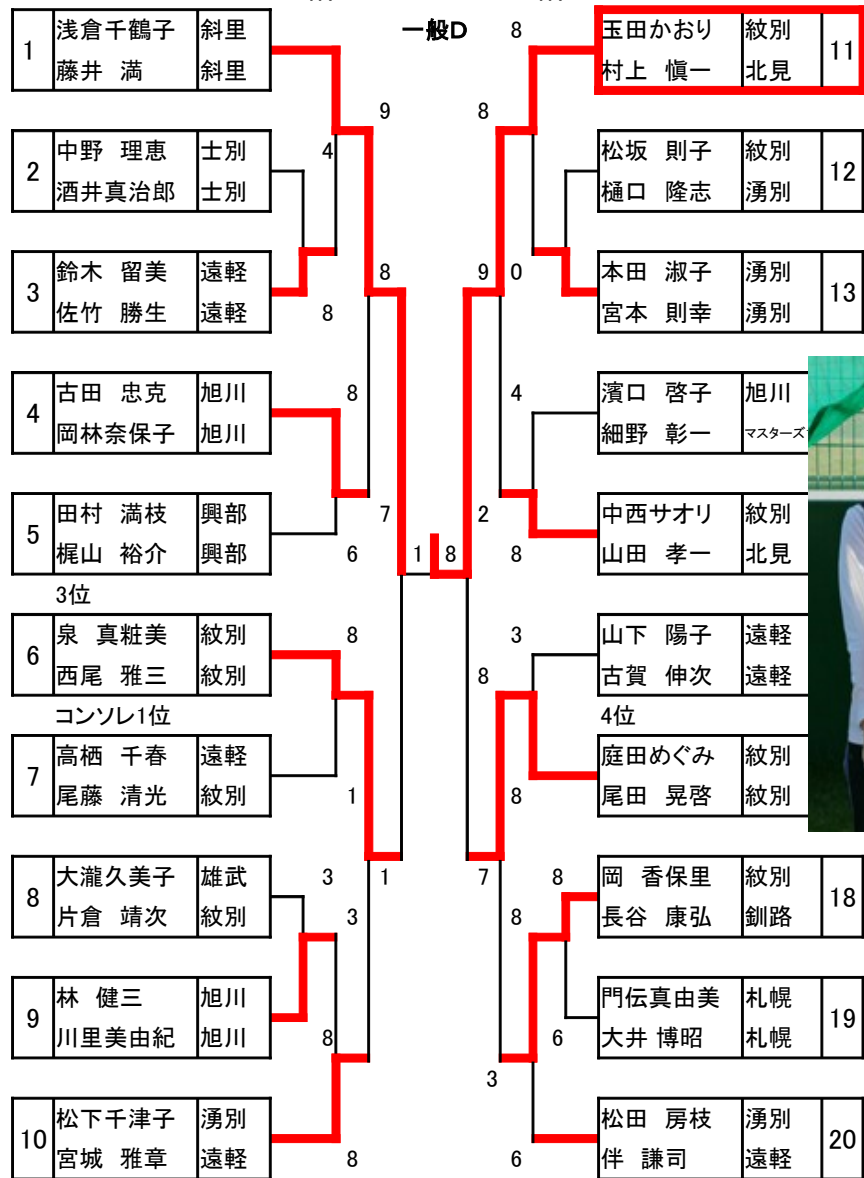 一般D
1
浅倉千鶴子 斜里
藤井 満 斜里
2
中野 理恵 士別
酒井真治郎 士別
3
鈴木 留美 遠軽
佐竹 勝生 遠軽
4
古田 忠克 旭川
岡林奈保子 旭川
5
田村 満枝 興部
梶山 裕介 興部
3位
6
泉 真粧美 紋別
西尾 雅三 紋別
コンソレ1位
7
高栖 千春 遠軽
尾藤 清光 紋別
8
大瀧久美子 雄武
片倉 靖次 紋別
9
林 健三 旭川
川里美由紀 旭川
10
松下千津子 湧別
宮城 雅章 遠軽
9
4
8
8
8
7
6
8
1
1
3
3
8
8
1 8
8
8
9 0
4
2
8
3
8
8
7
8
8
6
3
6
玉田かおり 紋別
村上 愼一 北見
11
松坂 則子 紋別
樋口 隆志 湧別
12
本田 淑子 湧別
宮本 則幸 湧別
13
濱口 啓子 旭川
細野 彰一 マスターズ
中西サオリ 紋別
山田 孝一 北見
山下 陽子 遠軽
古賀 伸次 遠軽
4位
庭田めぐみ 紋別
尾田 晃啓 紋別
岡 香保里 紋別
長谷 康弘 釧路
18
門伝真由美 札幌
大井 博昭 札幌
19
松田 房枝 湧別
伴 謙司 遠軽
20